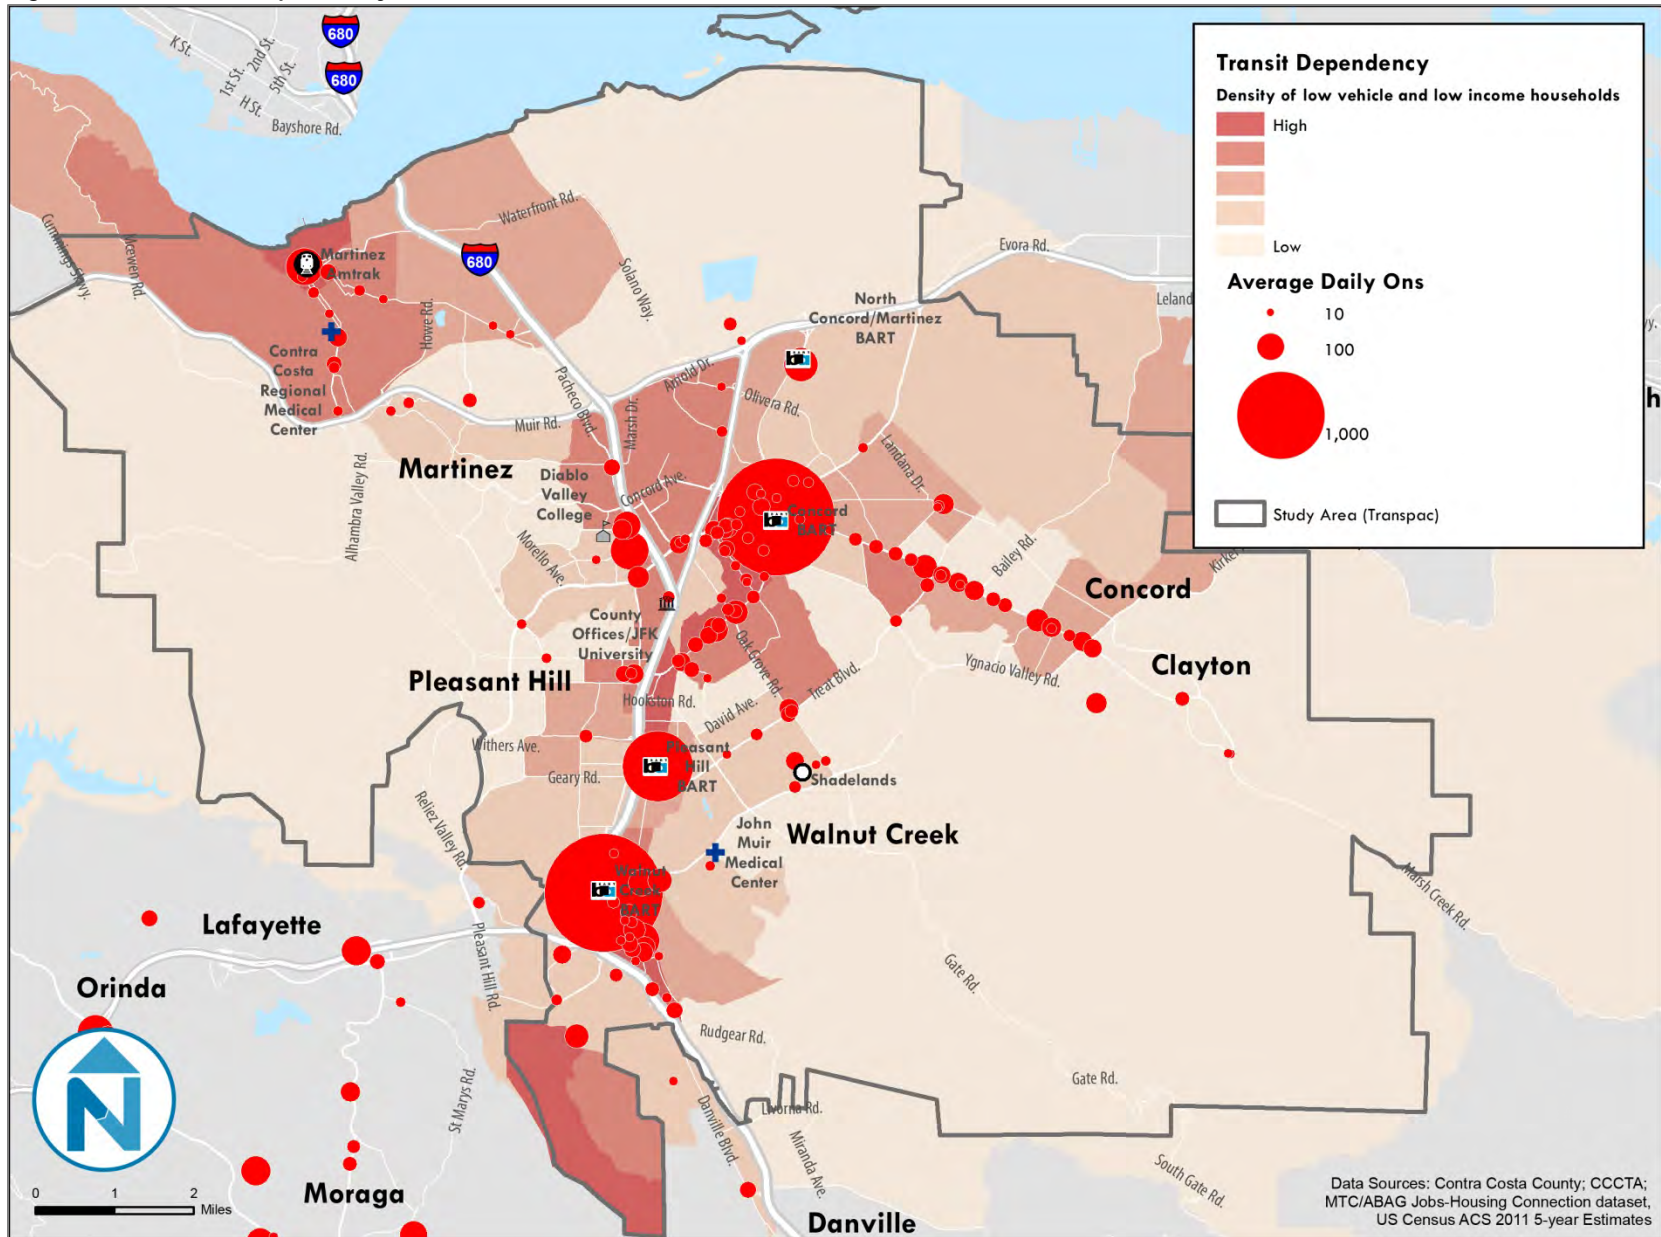 680
680
K St.
2nd St.
1st St.
5th St.
H St.
Bayshore Rd.
Transit Dependency
Density of low vehicle and low income households
High
Low
Average Daily Ons
10
100
1,000
Study Area (Transpac)
Waterfront Rd.
680
Solano Way.
Evora Rd.
Leland
Mcewen Rd.
Martinez
Amtrak
Howe Rd.
North
Concord/Martinez
BART
Contra
Costa
Regional
Medical
Center
Pacheco Blvd.
Arnold Dr.
Olivera Rd.
Marsh Dr.
Muir Rd.
Landana Dr.
Martinez
Alhambra Valley Rd.
Diablo
Valley
College
Concord Ave.
Concord
BART
Bailey Rd.
Morello Ave.
Concord
County
Offices/JFK
University
Oak Grove Rd.
Treat Blvd.
Ygnacio Valley Rd.
Clayton
Pleasant Hill
Hookston Rd.
David Ave.
Withers Ave.
Geary Rd.
Pleasant
Hill
BART
Shadelands
Reliez Valley Rd.
John
Muir
Medical
Center
Walnut Creek
Walnut
Creek
BART
Marsh Creek Rd.
Lafayette
Pleasant Hill Rd.
Gate Rd.
Orinda
Rudgear Rd.
Gate Rd.
St Marys Rd.
Danville Blvd.
Livorna Rd.
Miranda Ave.
South Gate Rd.
N
Moraga
Danville
0 1 2
Miles
Data Sources: Contra Costa County; CCCTA;
MTC/ABAG Jobs-Housing Connection dataset,
US Census ACS 2011 5-year Estimates